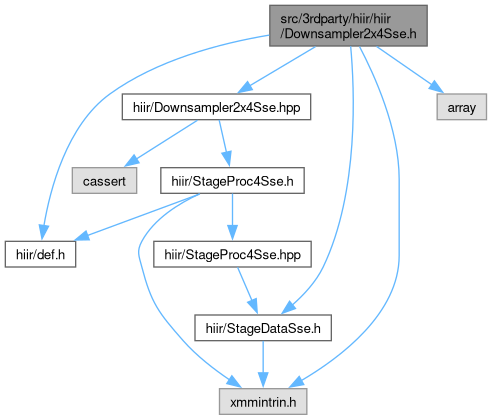 src/3rdparty/hiir/hiir
/Downsampler2x4Sse.h
hiir/Downsampler2x4Sse.hpp
array
cassert
hiir/StageProc4Sse.h
hiir/def.h
hiir/StageProc4Sse.hpp
hiir/StageDataSse.h
xmmintrin.h